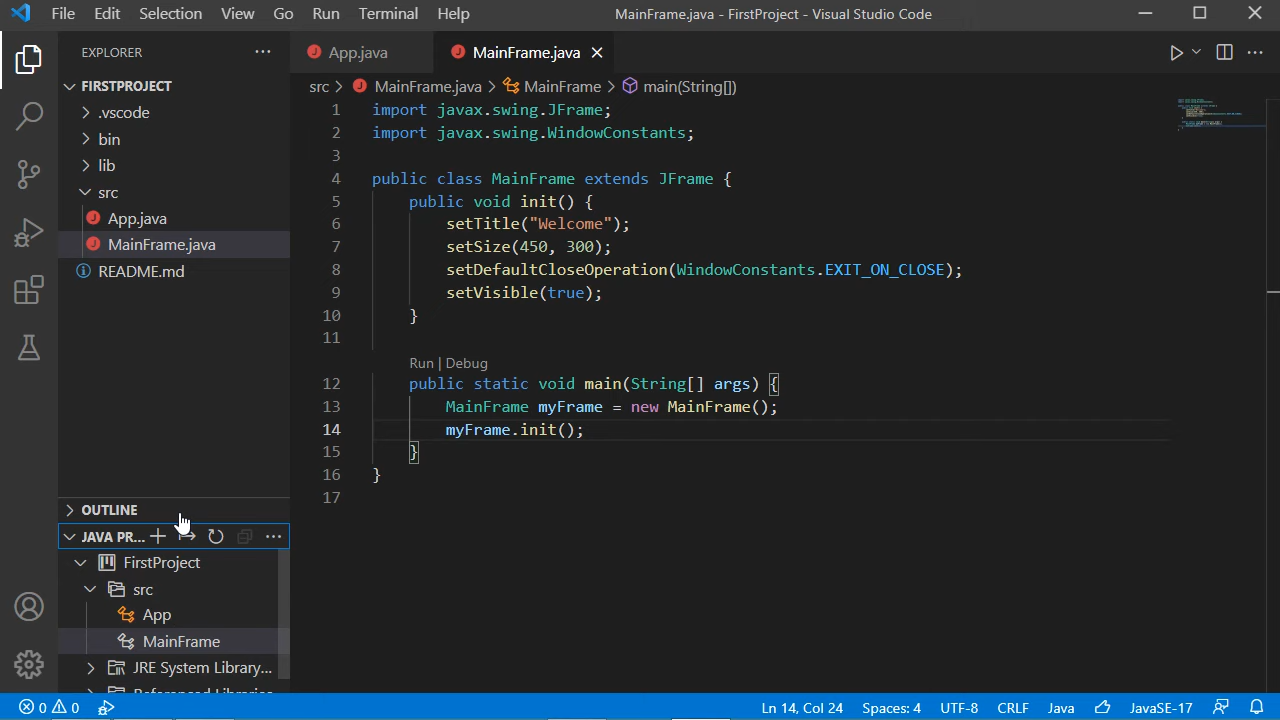 File Edit Selection View Go Run Terminal Help MainFrame.java - FirstProject - Visual Studio Code
EXPLORER
FIRSTPROJECT
.vscode
bin
lib
src
App.java
MainFrame.java
README.md
OUTLINE
JAVA PR...
FirstProject
src
App
MainFrame
JRE System Library...
Referenced Libraries
App.java MainFrame.java
src > MainFrame.java > MainFrame > main(String[])
1 import javax.swing.JFrame;
2 import javax.swing.WindowConstants;
3
4 public class MainFrame extends JFrame {
5 public void init() {
6 setTitle("Welcome");
7 setSize(450, 300);
8 setDefaultCloseOperation(WindowConstants.EXIT_ON_CLOSE);
9 setVisible(true);
10 }
11
Run | Debug
12 public static void main(String[] args) {
13 MainFrame myFrame = new MainFrame();
14 myFrame.init();
15 }
16 }
17
0 0 Ln 14, Col 24 Spaces: 4 UTF-8 CRLF Java JavaSE-17